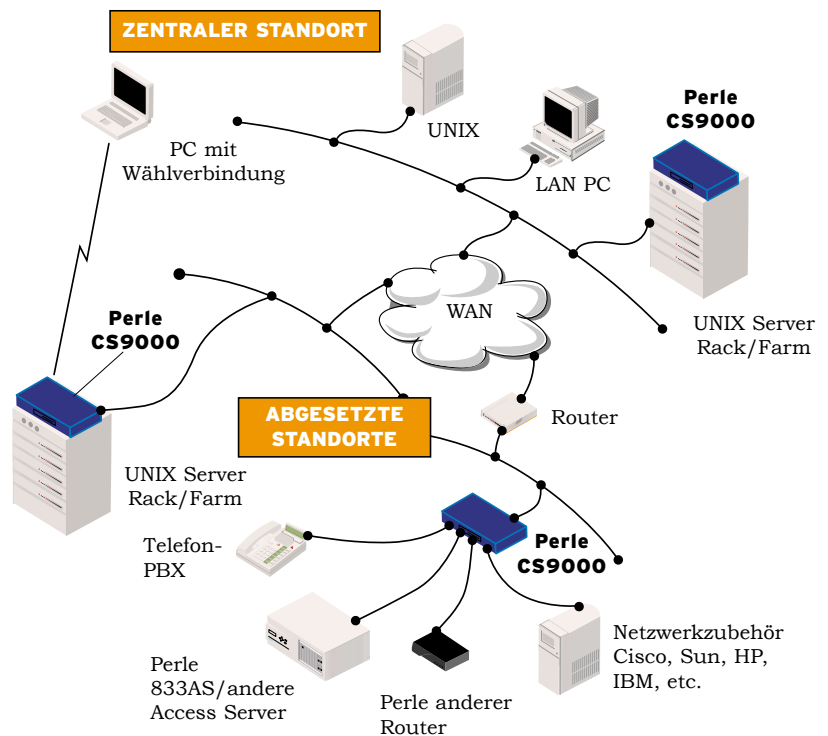 ZENTRALER STANDORT
UNIX
PC mit
Wählverbindung
LAN PC
Perle
CS9000
UNIX Server
Rack/Farm
WAN
Perle
CS9000
UNIX Server
Rack/Farm
ABGESETZTE
STANDORTE
Router
Perle
CS9000
Telefon-
PBX
Perle
833AS/andere
Access Server
Perle anderer
Router
Netzwerkzubehör
Cisco, Sun, HP,
IBM, etc.